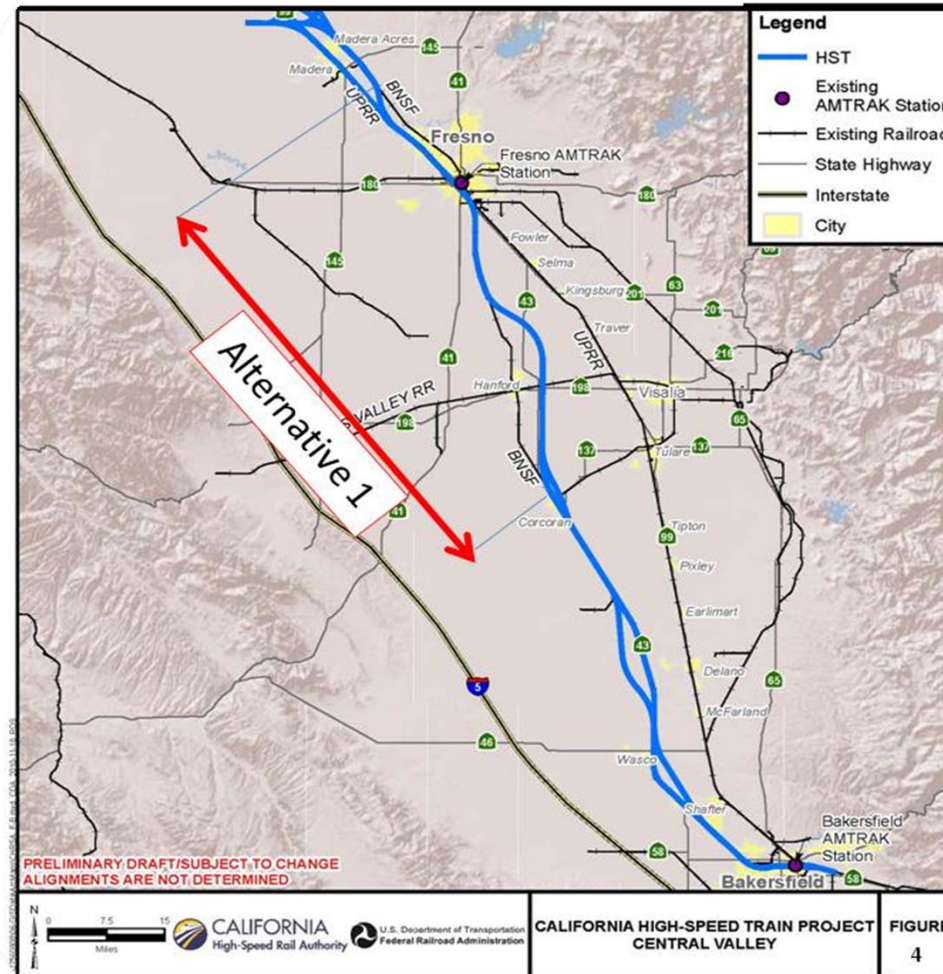 Legend
HST
Existing
AMTRAK Station
Existing Railroad
State Highway
Interstate
City
99
Madera Acres
145
41
Madera
BNSF
UPRR
Fresno
Fresno AMTRAK
Station
180
180
Fowler
145
Selma
63
Kingsburg
201
43
201
Traver
UPRR
216
41
Hanford
198
Visalia
VALLEY RR
198
65
Alternative 1
137
137
Tulare
BNSF
41
Corcoran
Tipton
99
Pixley
Earlimart
43
Delano
65
5
McFarland
46
Wasco
Shafter
Bakersfield
AMTRAK
Station
58
Bakersfield
58
PRELIMINARY DRAFT/SUBJECT TO CHANGE
ALIGNMENTS ARE NOT DETERMINED
N
0 7.5 15
Miles
CALIFORNIA
High-Speed Rail Authority
U.S. Department of Transportation
Federal Railroad Administration
CALIFORNIA HIGH-SPEED TRAIN PROJECT
CENTRAL VALLEY
FIGURE
4